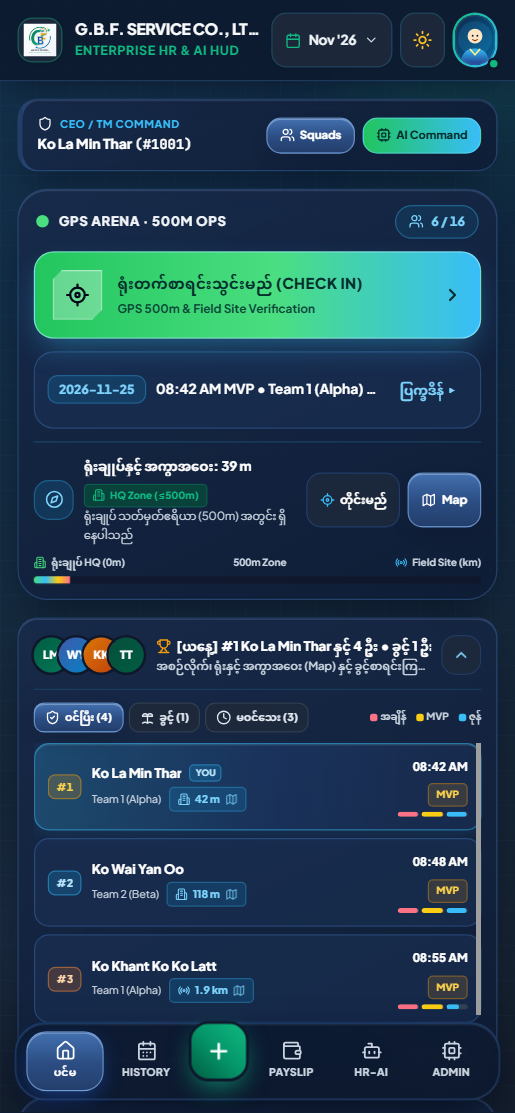 G.B.F. SERVICE CO., LT...
ENTERPRISE HR & AI HUD
Nov '26
CEO / TM COMMAND
Ko La Min Thar (#1001)
Squads
AI Command
GPS ARENA · 500M OPS
6 / 16
ရုံးတက်စာရင်းသွင်းမည် (CHECK IN)
GPS 500m & Field Site Verification
2026-11-25
08:42 AM MVP • Team 1 (Alpha) ...
ပြက္ခဒိန် ▸
ရုံးချုပ်နှင့် အကွာအဝေး: 39 m
HQ Zone (≤500m)
ရုံးချုပ် သတ်မှတ်ဧရိယာ (500m) အတွင်း ရှိ
နေပါသည်
တိုင်းမည်
Map
ရုံးချုပ် HQ (0m)
500m Zone
Field Site (km)
LM
WY
KK
TT
[ယနေ့] #1 Ko La Min Thar နှင့် 4 ဦး • ခွင့် 1 ဦး
အစဉ်လိုက်၊ ရုံးနှင့် အကွာအဝေး (Map) နှင့် ခွင့်စာရင်းကြ...
ဝင်ပြီး (4)
ခွင့် (1)
မဝင်သေး (3)
အချိန်
MVP
ဇုန်
#1
Ko La Min Thar
YOU
08:42 AM
Team 1 (Alpha)
42 m
MVP
#2
Ko Wai Yan Oo
08:48 AM
Team 2 (Beta)
118 m
MVP
#3
Ko Khant Ko Ko Latt
08:55 AM
Team 1 (Alpha)
1.9 km
MVP
ပင်မ
HISTORY
PAYSLIP
HR-AI
ADMIN